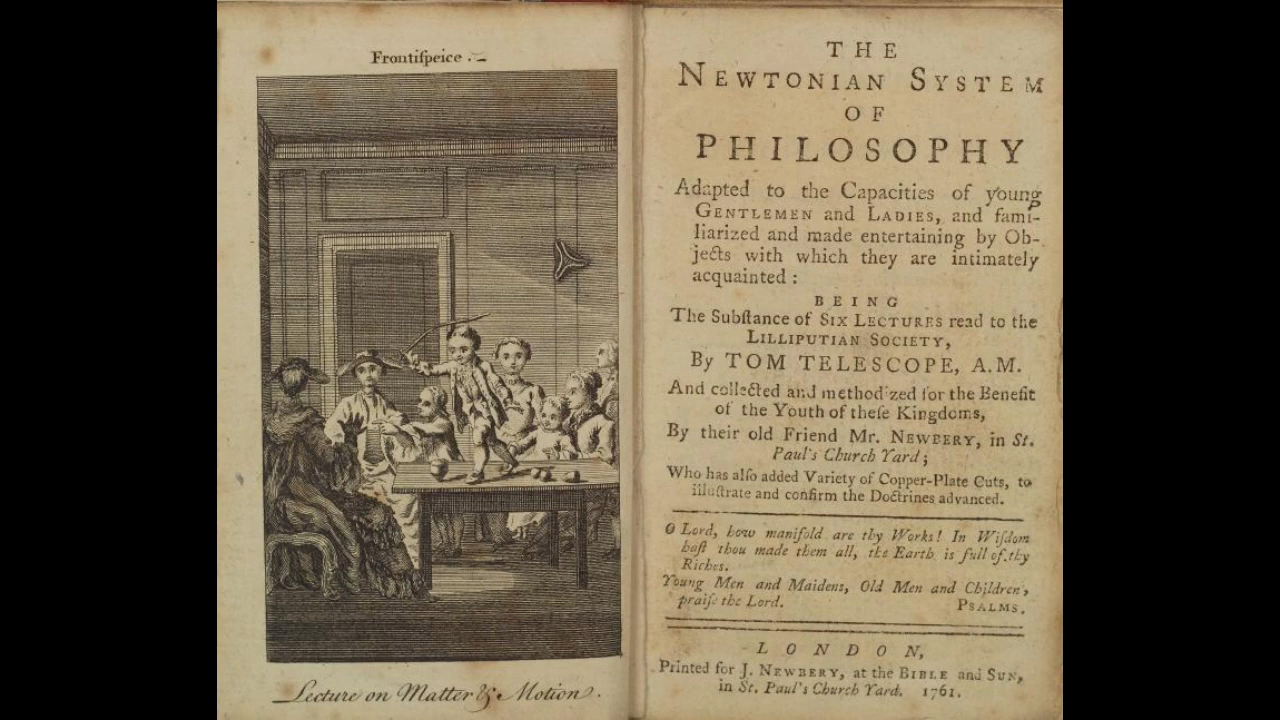 Frontiſpeice .
Lecture on Matter & Motion .
THE
NEWTONIAN SYSTEM
OF
PHILOSOPHY
Adapted to the Capacities of young
GENTLEMEN and LADIES, and fami-
liarized and made entertaining by Ob-
jects with which they are intimately
acquainted :
BEING
The Subſtance of SIX LECTURES read to the
LILLIPUTIAN SOCIETY,
By TOM TELESCOPE, A.M.
And collected and method'zed for the Benefit
of the Youth of theſe Kingdoms,
By their old Friend Mr. NEWBERY, in St.
Paul's Church Yard ;
Who has alſo added Variety of Copper-Plate Cuts, to
illuſtrate and confirm the Doctrines advanced.
O Lord, how manifold are thy Works! In Wiſdom
haſt thou made them all, the Earth is full of thy
Riches.
Young Men and Maidens, Old Men and Children,
praiſe the Lord. PSALMS.
LONDON,
Printed for J. NEWBERY, at the BIBLE and SUN,
in St. Paul's Church Yard. 1761.